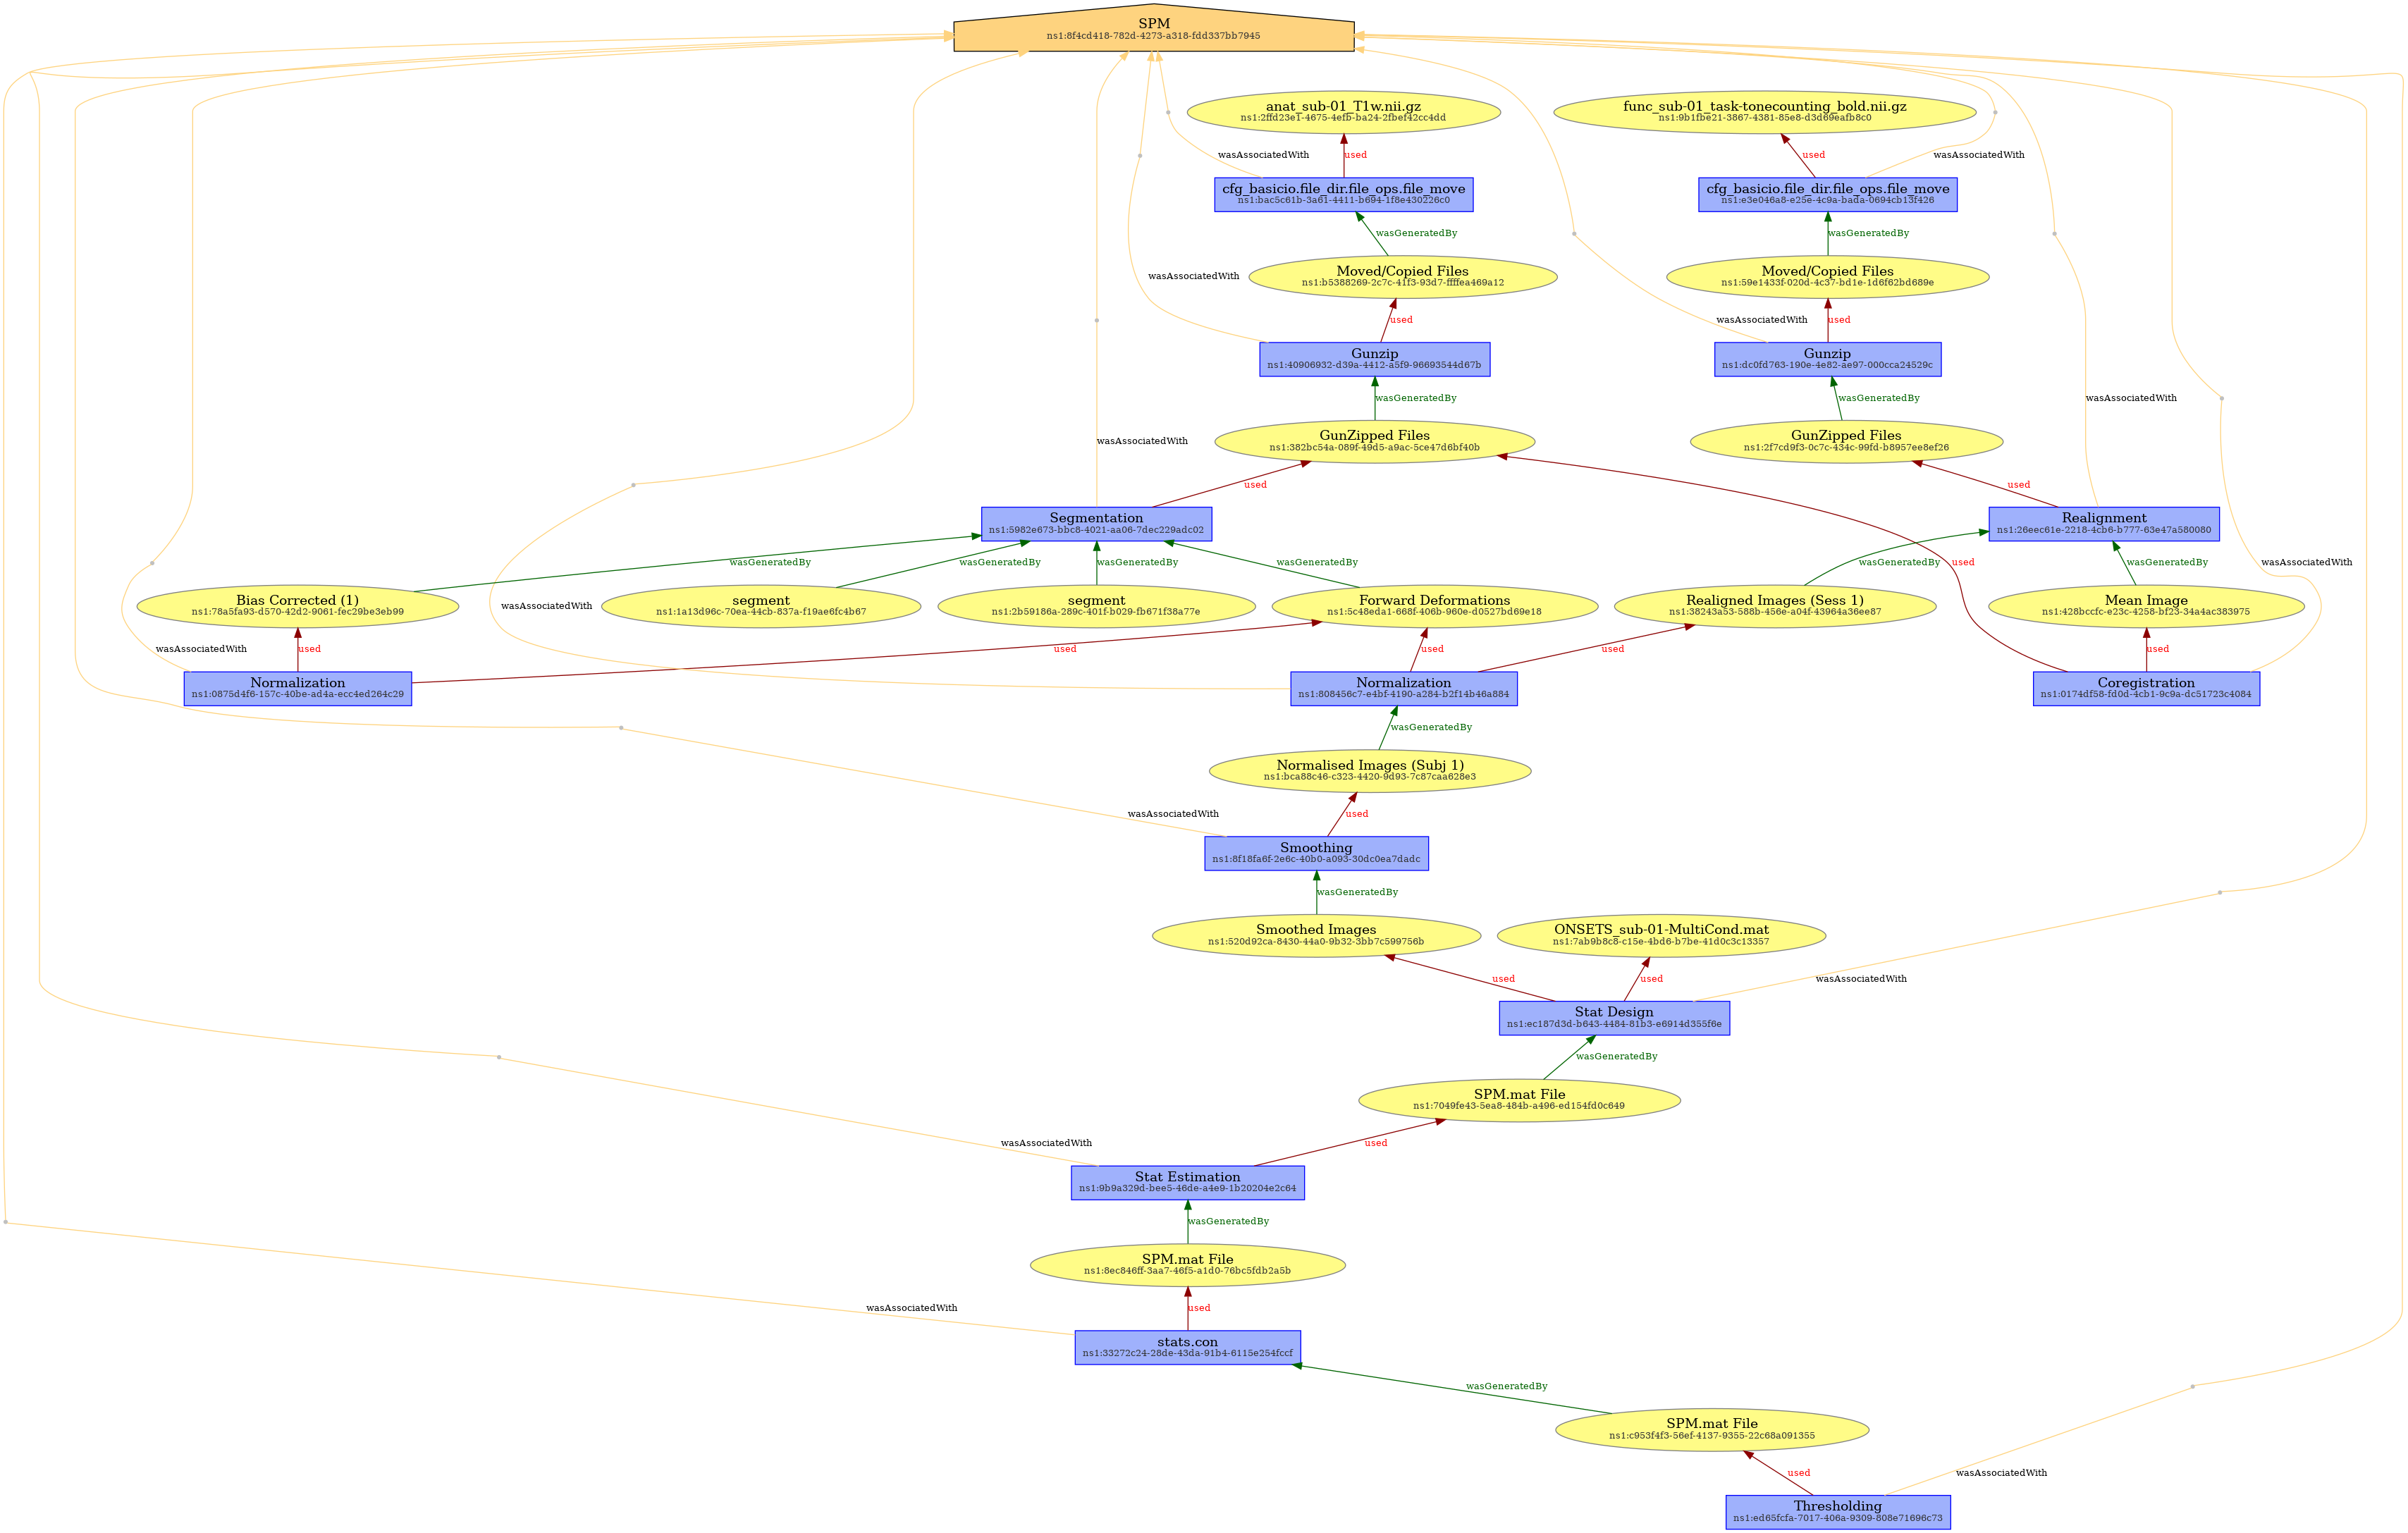 SPM
ns1:8f4cd418-782d-4273-a318-fdd337bb7945
anat_sub-01_T1w.nii.gz
ns1:2ffd23e1-4675-4efb-ba24-2fbef42cc4dd
func_sub-01_task-tonecounting_bold.nii.gz
ns1:9b1fbe21-3867-4381-85e8-d3d69eafb8c0
wasAssociatedWith
used
used
wasAssociatedWith
cfg_basicio.file_dir.file_ops.file_move
ns1:bac5c61b-3a61-4411-b694-1f8e430226c0
cfg_basicio.file_dir.file_ops.file_move
ns1:e3e046a8-e25e-4c9a-bada-0694cb13f426
wasGeneratedBy
wasGeneratedBy
wasAssociatedWith
Moved/Copied Files
ns1:b5388269-2c7c-41f3-93d7-ffffea469a12
Moved/Copied Files
ns1:59e1433f-020d-4c37-bd1e-1d6f62bd689e
used
wasAssociatedWith
used
Gunzip
ns1:40906932-d39a-4412-a5f9-96693544d67b
Gunzip
ns1:dc0fd763-190e-4e82-ae97-000cca24529c
wasGeneratedBy
wasGeneratedBy
wasAssociatedWith
wasAssociatedWith
GunZipped Files
ns1:382bc54a-089f-49d5-a9ac-5ce47d6bf40b
GunZipped Files
ns1:2f7cd9f3-0c7c-434c-99fd-b8957ee8ef26
used
used
Segmentation
ns1:5982e673-bbc8-4021-aa06-7dec229adc02
Realignment
ns1:26eec61e-2218-4cb6-b777-63e47a580080
wasGeneratedBy
wasGeneratedBy
wasGeneratedBy
wasGeneratedBy
wasGeneratedBy
used
wasGeneratedBy
wasAssociatedWith
wasAssociatedWith
Bias Corrected (1)
ns1:78a5fa93-d570-42d2-9061-fec29be3eb99
segment
ns1:1a13d96c-70ea-44cb-837a-f19ae6fc4b67
segment
ns1:2b59186a-289c-401f-b029-fb671f38a77e
Forward Deformations
ns1:5c48eda1-668f-406b-960e-d0527bd69e18
Realigned Images (Sess 1)
ns1:38243a53-588b-456e-a04f-43964a36ee87
Mean Image
ns1:428bccfc-e23c-4258-bf23-34a4ac383975
wasAssociatedWith
used
used
used
used
used
Normalization
ns1:0875d4f6-157c-40be-ad4a-ecc4ed264c29
Normalization
ns1:808456c7-e4bf-4190-a284-b2f14b46a884
Coregistration
ns1:0174df58-fd0d-4cb1-9c9a-dc51723c4084
wasGeneratedBy
Normalised Images (Subj 1)
ns1:bca88c46-c323-4420-9d93-7c87caa628e3
wasAssociatedWith
used
Smoothing
ns1:8f18fa6f-2e6c-40b0-a093-30dc0ea7dadc
wasGeneratedBy
Smoothed Images
ns1:520d92ca-8430-44a0-9b32-3bb7c599756b
ONSETS_sub-01-MultiCond.mat
ns1:7ab9b8c8-c15e-4bd6-b7be-41d0c3c13357
used
used
wasAssociatedWith
Stat Design
ns1:ec187d3d-b643-4484-81b3-e6914d355f6e
wasGeneratedBy
SPM.mat File
ns1:7049fe43-5ea8-484b-a496-ed154fd0c649
wasAssociatedWith
used
Stat Estimation
ns1:9b9a329d-bee5-46de-a4e9-1b20204e2c64
wasGeneratedBy
SPM.mat File
ns1:8ec846ff-3aa7-46f5-a1d0-76bc5fdb2a5b
wasAssociatedWith
used
stats.con
ns1:33272c24-28de-43da-91b4-6115e254fccf
wasGeneratedBy
SPM.mat File
ns1:c953f4f3-56ef-4137-9355-22c68a091355
used
wasAssociatedWith
Thresholding
ns1:ed65fcfa-7017-406a-9309-808e71696c73